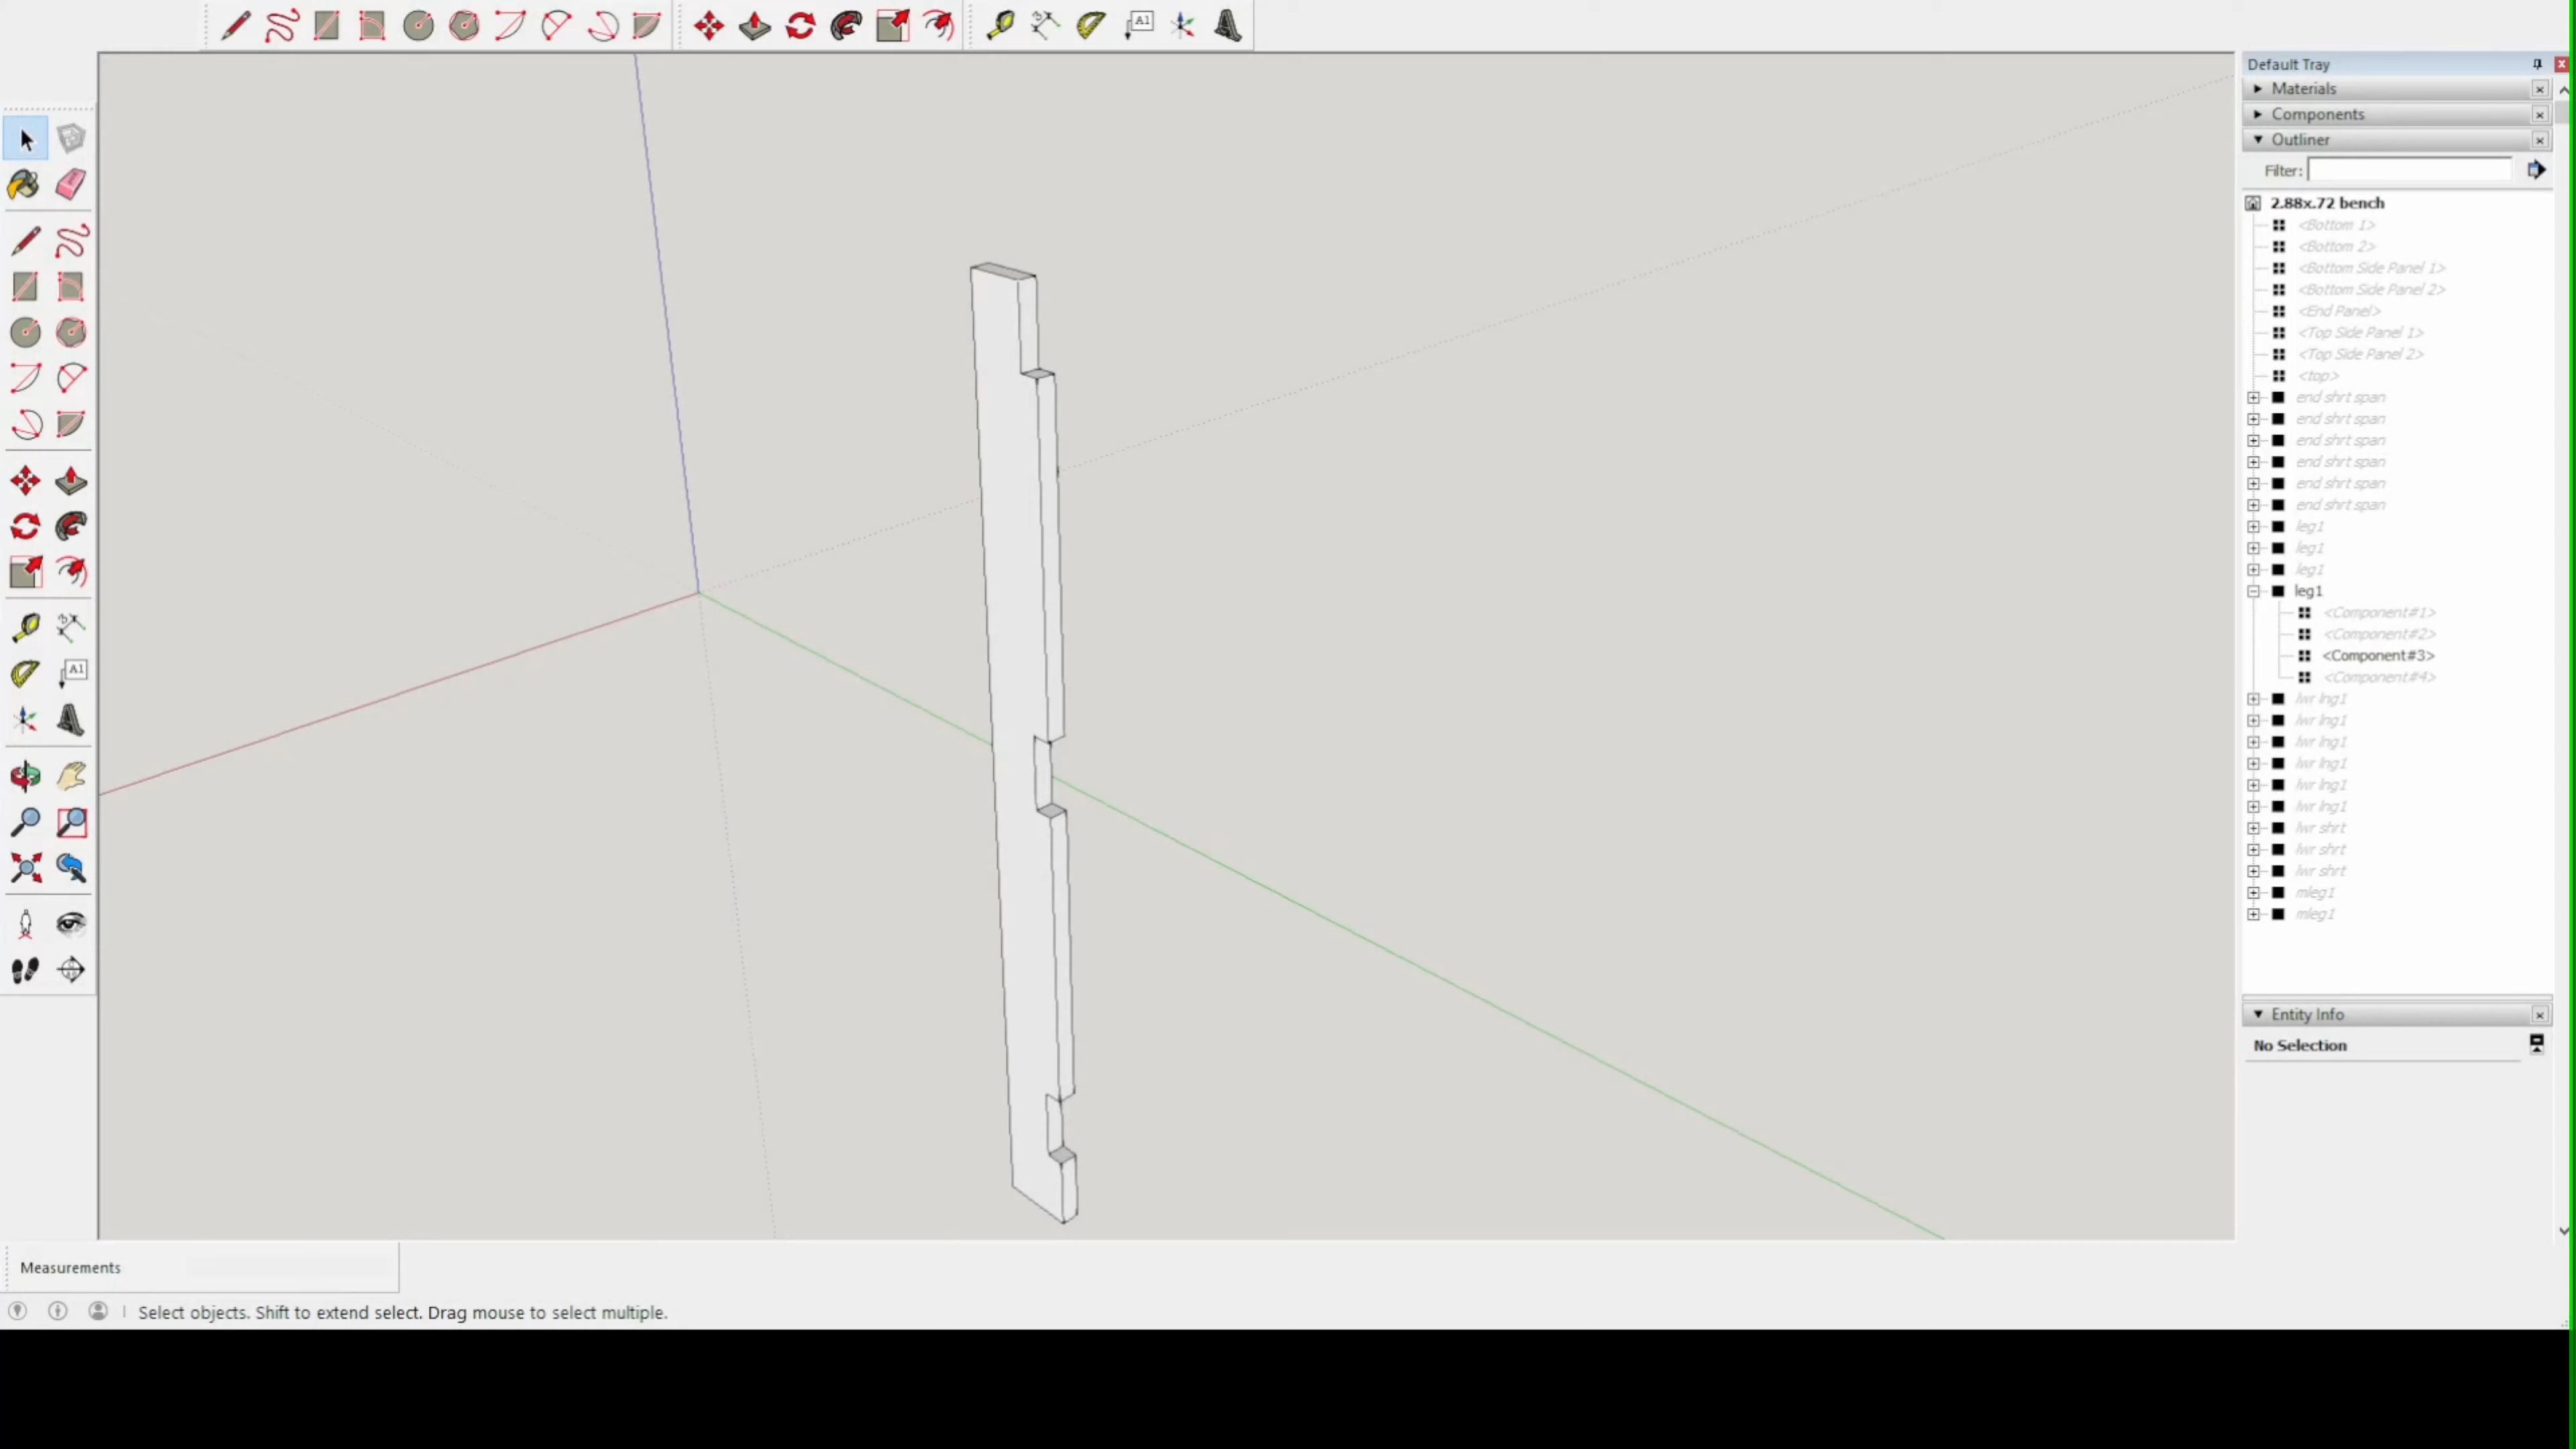 A1
Default Tray
Materials
Components
Outliner
Filter:
2.88x.72 bench
<Bottom 1>
<Bottom 2>
<Bottom Side Panel 1>
<Bottom Side Panel 2>
<End Panel>
<Top Side Panel 1>
<Top Side Panel 2>
<top>
end shrt span
end shrt span
end shrt span
end shrt span
end shrt span
end shrt span
leg1
leg1
leg1
leg1
<Component#1>
<Component#2>
<Component#3>
<Component#4>
lwr lng1
lwr lng1
lwr lng1
lwr lng1
lwr lng1
lwr lng1
lwr shrt
lwr shrt
lwr shrt
mleg1
mleg1
Entity Info
No Selection
A1
Measurements
Select objects. Shift to extend select. Drag mouse to select multiple.